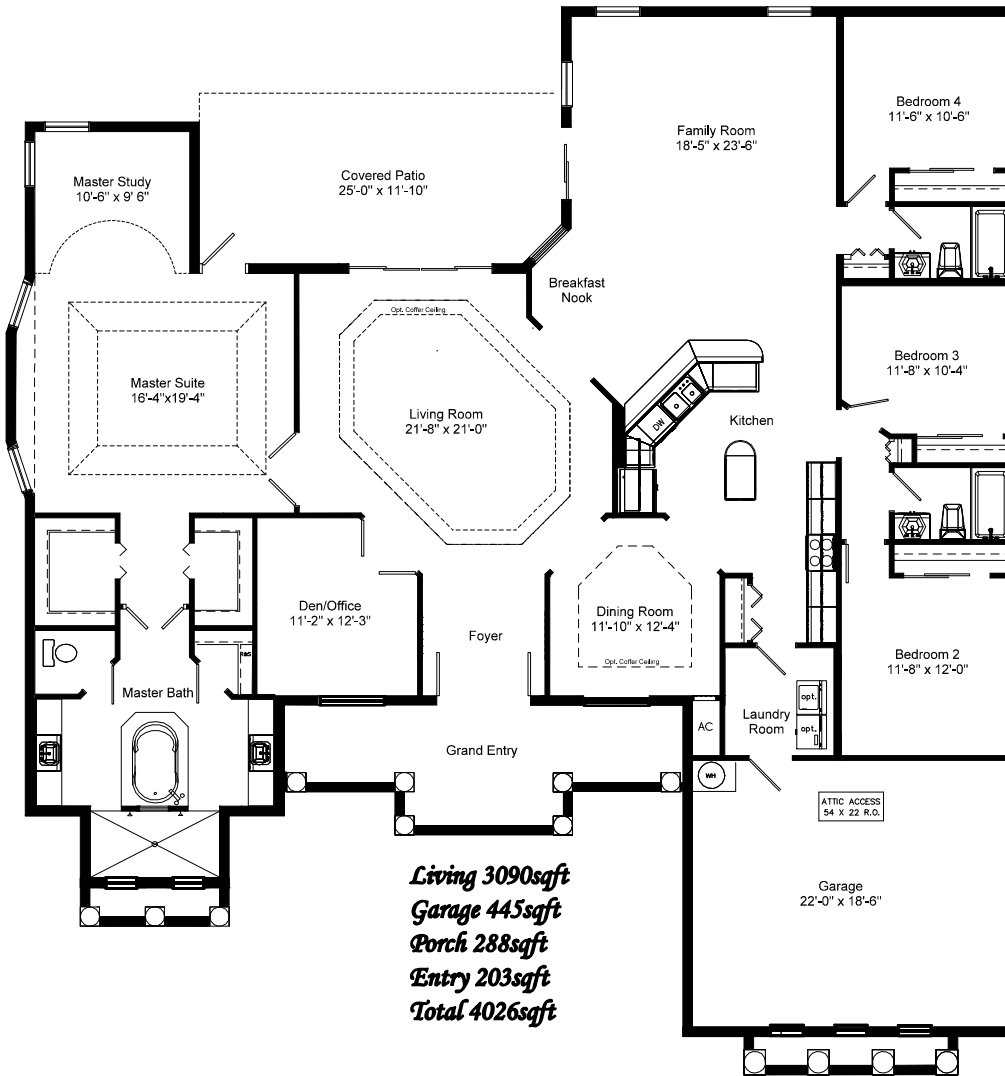 Bedroom 4
11'-6" x 10'-6"
Family Room
18'-5" x 23'-6"
Covered Patio
25'-0" x 11'-10"
Master Study
10'-6" x 9' 6"
Breakfast
Nook
Opt. Coffer Ceiling
Bedroom 3
11'-8" x 10'-4"
Master Suite
16'-4"x19'-4"
Living Room
21'-8" x 21'-0"
DW
Kitchen
Den/Office
11'-2" x 12'-3"
Foyer
Dining Room
11'-10" x 12'-4"
Opt. Coffer Ceiling
R&S
Bedroom 2
11'-8" x 12'-0"
Master Bath
opt.
opt.
Laundry
Room
AC
Grand Entry
WH
ATTIC ACCESS
54 X 22 R.O.
Garage
22'-0" x 18'-6"
Living 3090sqft
Garage 445sqft
Porch 288sqft
Entry 203sqft
Total 4026sqft